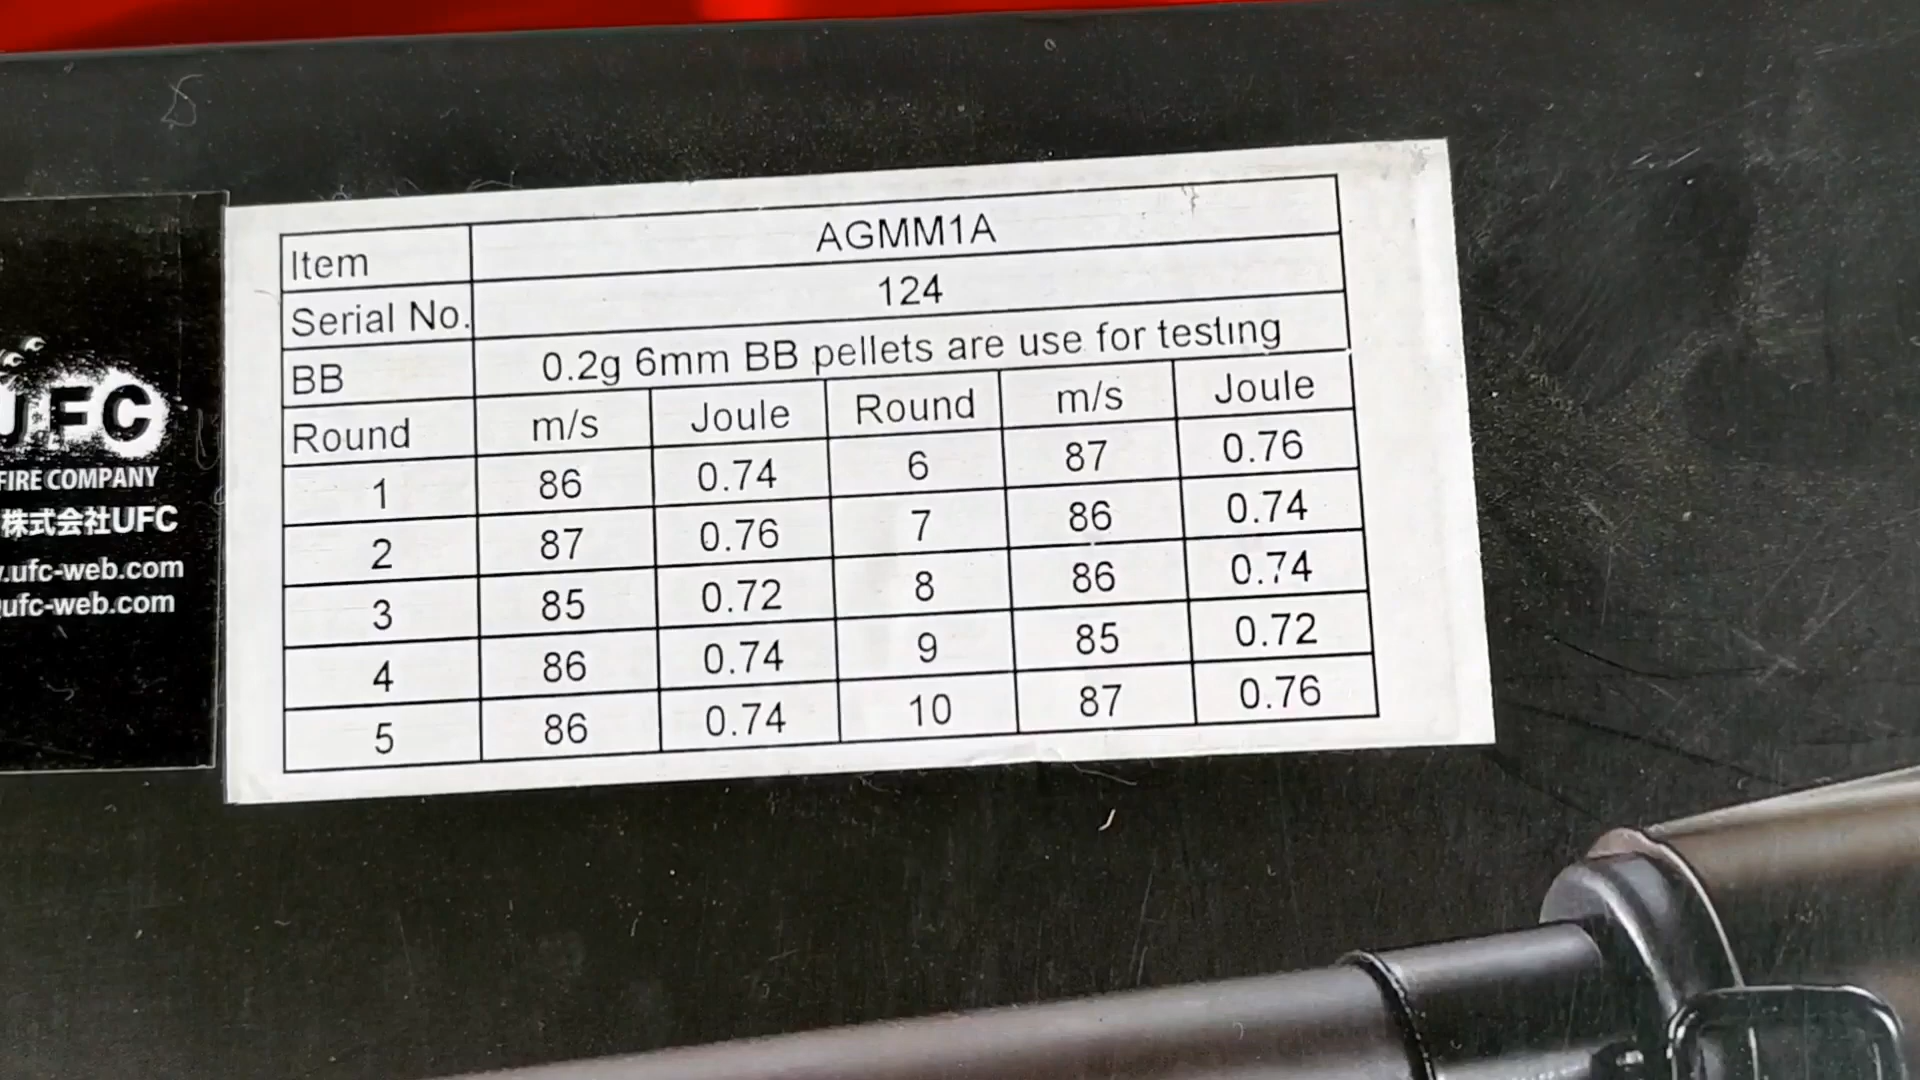 UFC
FIRE COMPANY
株式会社UFC
.ufc-web.com
ufc-web.com
Item AGMM1A
Serial No. 124
BB 0.2g 6mm BB pellets are use for testing
Round m/s Joule Round m/s Joule
1 86 0.74 6 87 0.76
2 87 0.76 7 86 0.74
3 85 0.72 8 86 0.74
4 86 0.74 9 85 0.72
5 86 0.74 10 87 0.76